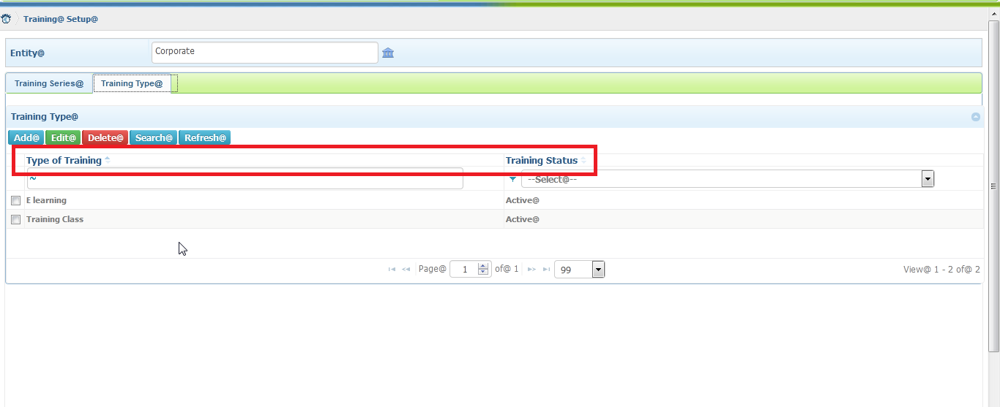 Training@ Setup@
Entity@ Corporate
Training Series@ Training Type@
Training Type@
Add@ Edit@ Delete@ Search@ Refresh@
Type of Training Training Status
~ --Select@--
E learning Active@
Training Class Active@
Page@ 1 of@ 1 99 View@ 1 - 2 of@ 2